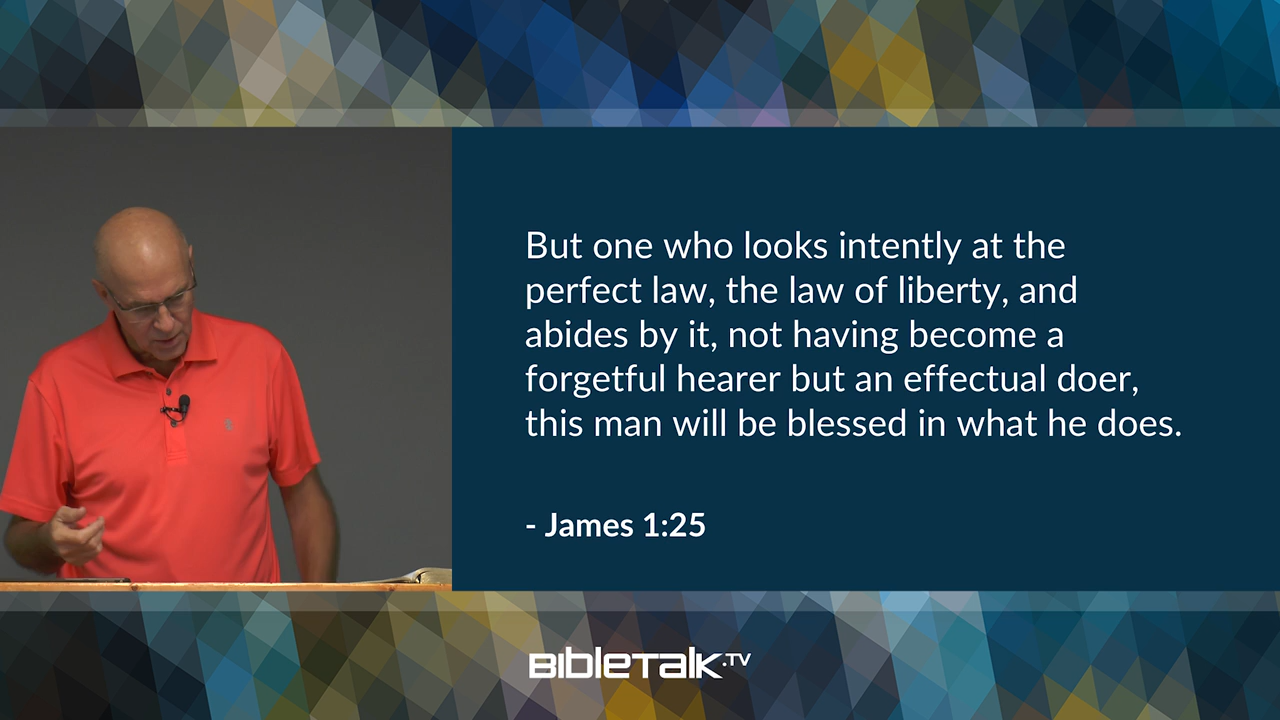 But one who looks intently at the
perfect law, the law of liberty, and
abides by it, not having become a
forgetful hearer but an effectual doer,
this man will be blessed in what he does.
- James 1:25
BIBLETALK.TV